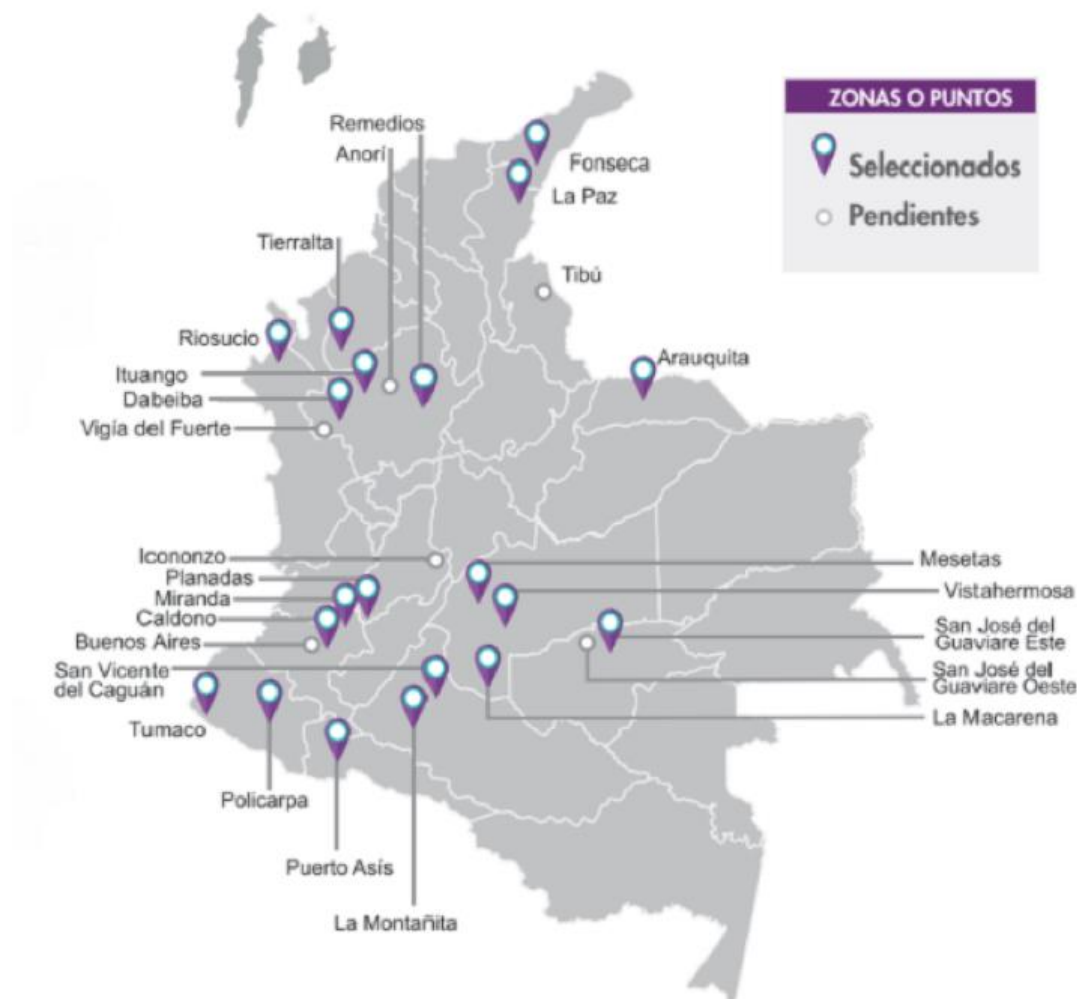 ZONAS O PUNTOS
Seleccionados
Pendientes
Remedios
Anorí
Fonseca
La Paz
Tierralta
Tibú
Riosucio
Arauquita
Ituango
Dabeiba
Vigía del Fuerte
Icononzo
Mesetas
Planadas
Vistahermosa
Miranda
Caldono
San José del
Guaviare Este
Buenos Aires
San Vicente
del Caguán
San José del
Guaviare Oeste
La Macarena
Tumaco
Policarpa
Puerto Asís
La Montañita